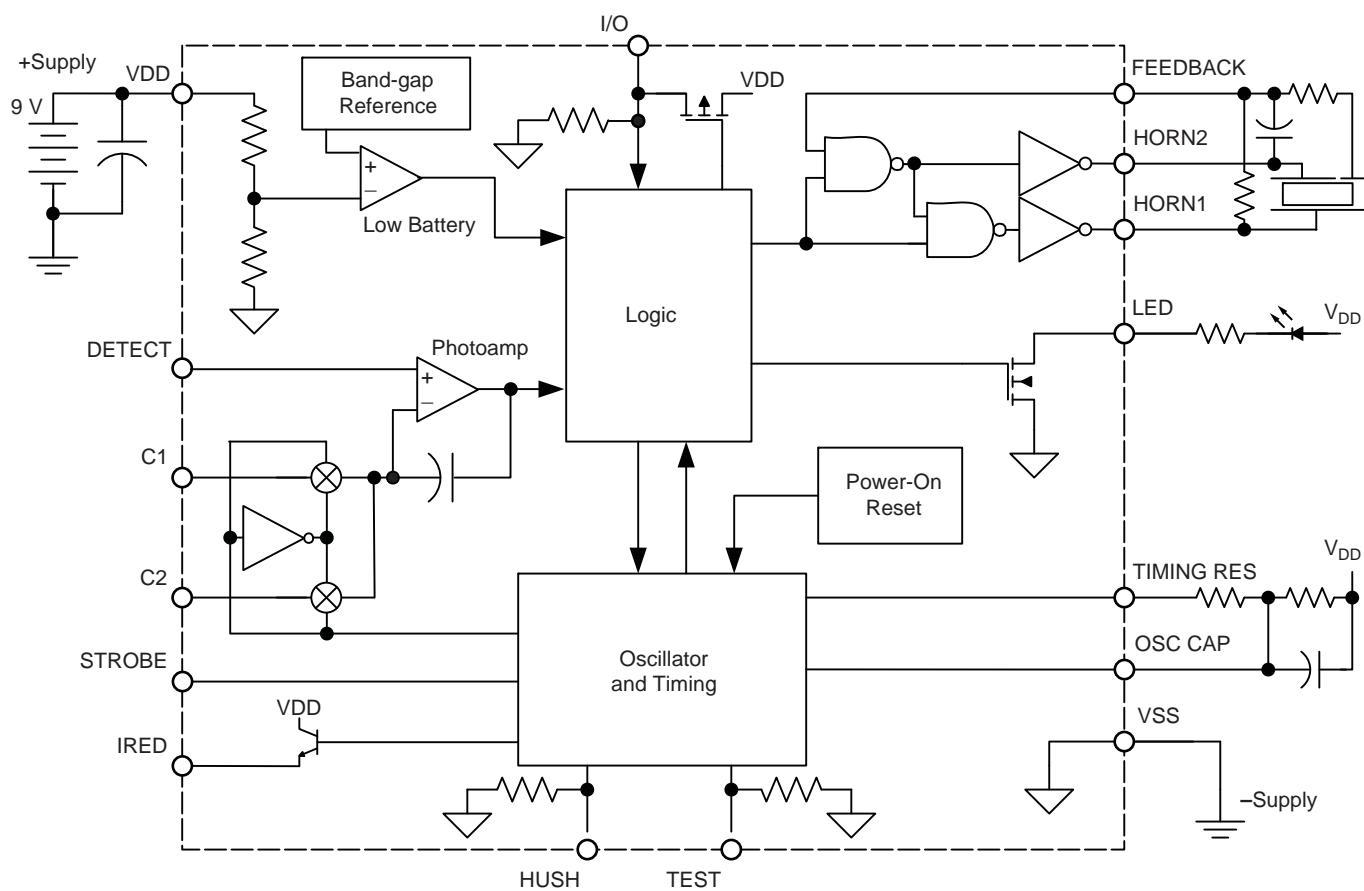 I/O
+Supply
VDD
9 V
Band-gap
Reference
VDD
FEEDBACK
HORN2
HORN1
+
−
Low Battery
Logic
LED
VDD
DETECT
Photoamp
+
−
C1
C2
Power-On
Reset
VDD
TIMING RES
OSC CAP
Oscillator
and Timing
STROBE
VDD
IRED
VSS
–Supply
HUSH
TEST